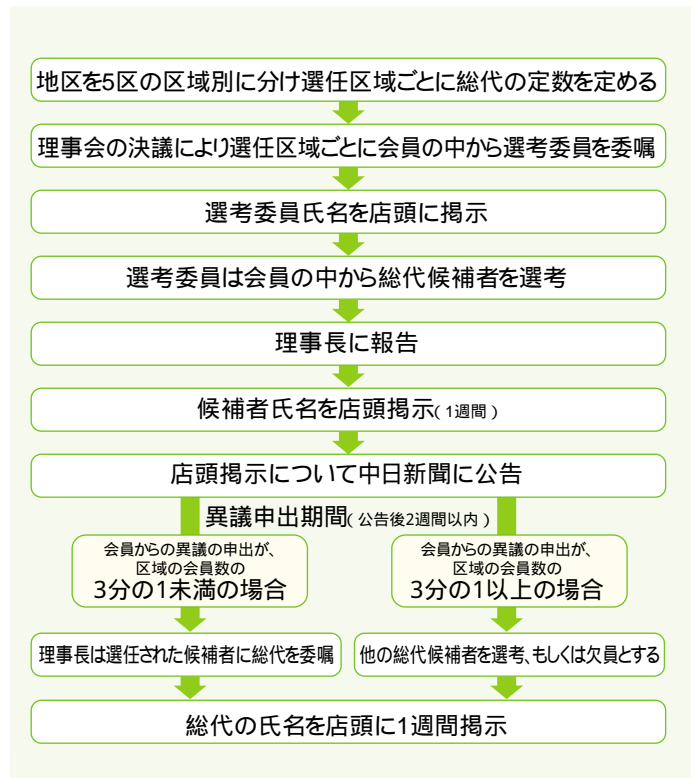 地区を5区の区域別に分け選任区域ごとに総代の定数を定める
理事会の決議により選任区域ごとに会員の中から選考委員を委嘱
選考委員氏名を店頭に掲示
選考委員は会員の中から総代候補者を選考
理事長に報告
候補者氏名を店頭掲示(1週間)
店頭掲示について中日新聞に公告
異議申出期間(公告後2週間以内)
会員からの異議の申出が、
区域の会員数の
3分の1未満の場合
会員からの異議の申出が、
区域の会員数の
3分の1以上の場合
理事長は選任された候補者に総代を委嘱
他の総代候補者を選考、もしくは欠員とする
総代の氏名を店頭に1週間掲示